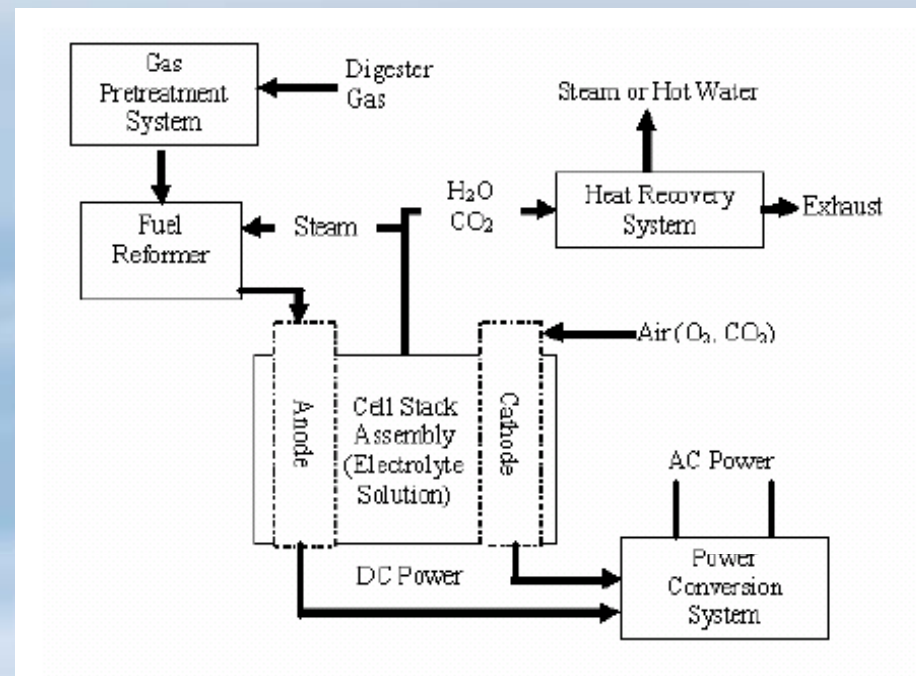 Gas
Pretreatment
System
Digester
Gas
Steam or Hot Water
Fuel
Reformer
Steam
H₂O
CO₂
Heat Recovery
System
Exhaust
Air (O₂, CO₂)
Anode
Cell Stack
Assembly
(Electrolyte
Solution)
Cathode
AC Power
DC Power
Power
Conversion
System